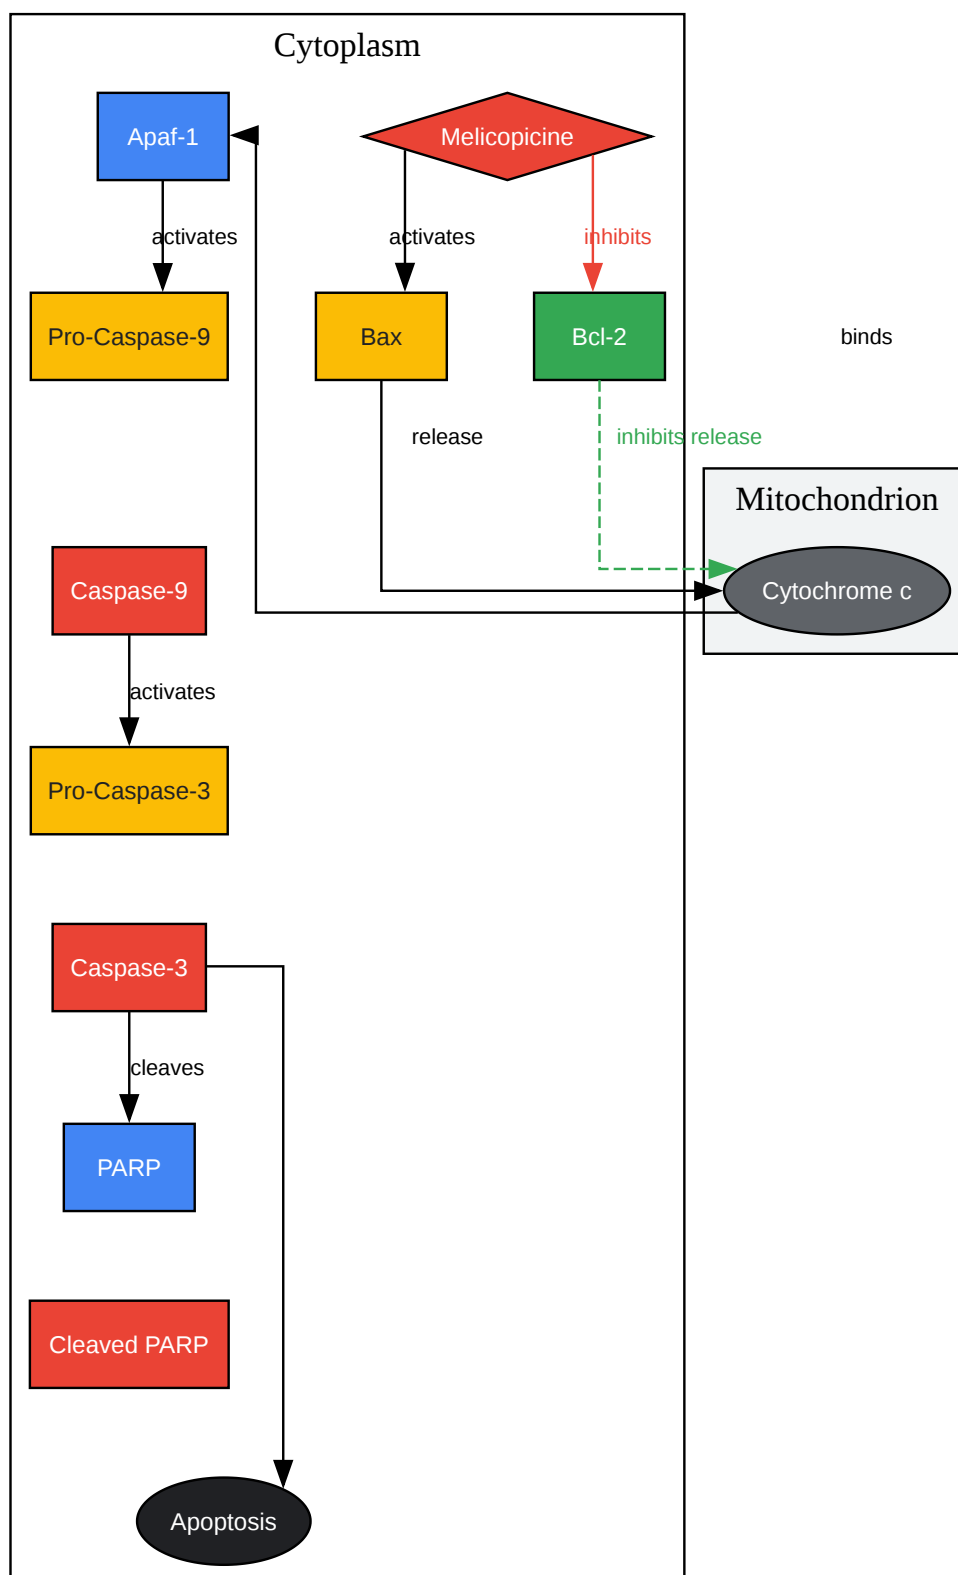 Cytoplasm
Apaf-1
Melicopicine
activates
activates
inhibits
Pro-Caspase-9
Bax
Bcl-2
binds
release
inhibits release
Mitochondrion
Caspase-9
Cytochrome c
activates
Pro-Caspase-3
Caspase-3
cleaves
PARP
Cleaved PARP
Apoptosis